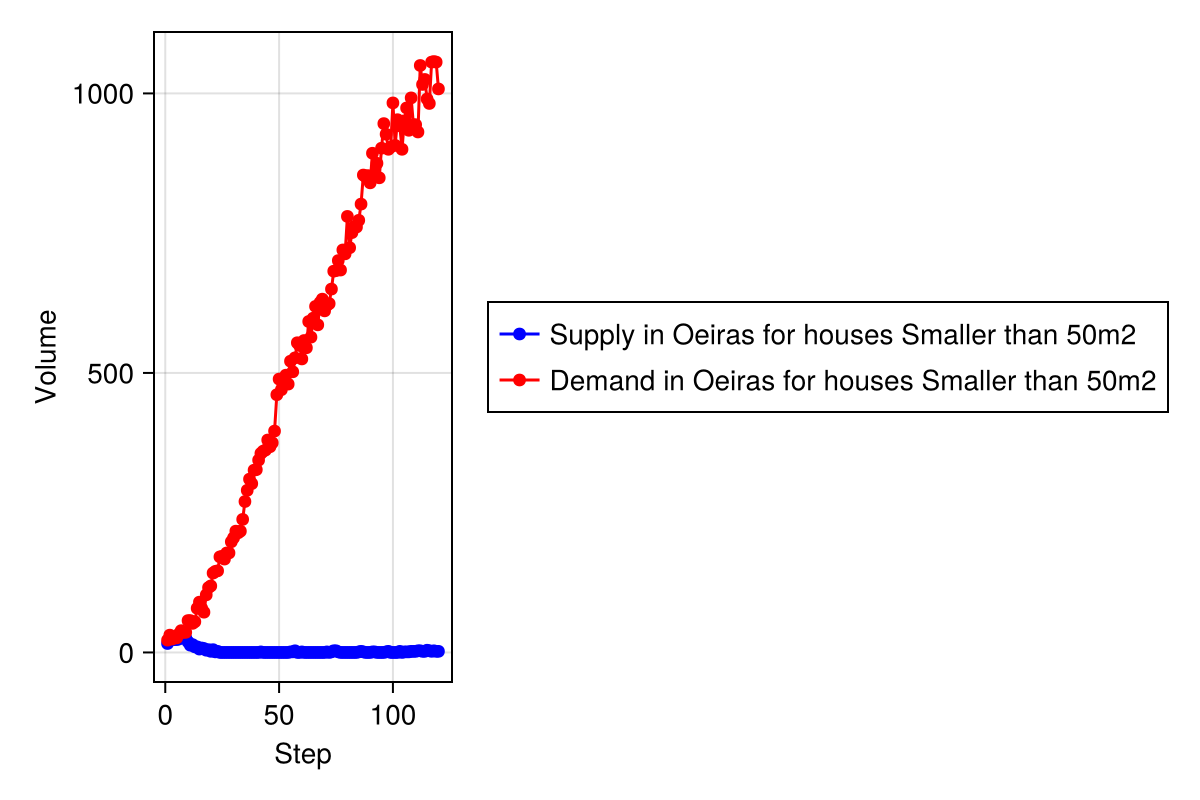 1000
500
0
Volume
0 50 100
Step
Supply in Oeiras for houses Smaller than 50m2
Demand in Oeiras for houses Smaller than 50m2